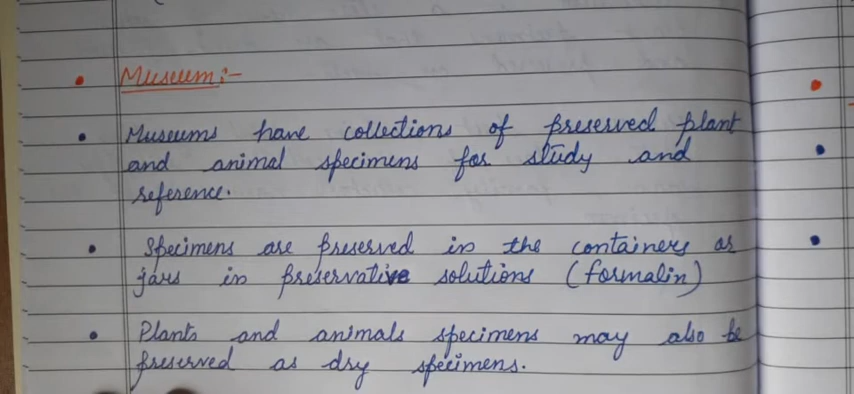 Museum:-
Museums have collections of preserved plant
and animal specimens for study and
reference.
Specimens are preserved in the containers or
jars in preservative solutions (formalin)
Plants and animals specimens may also be
preserved as dry specimens.